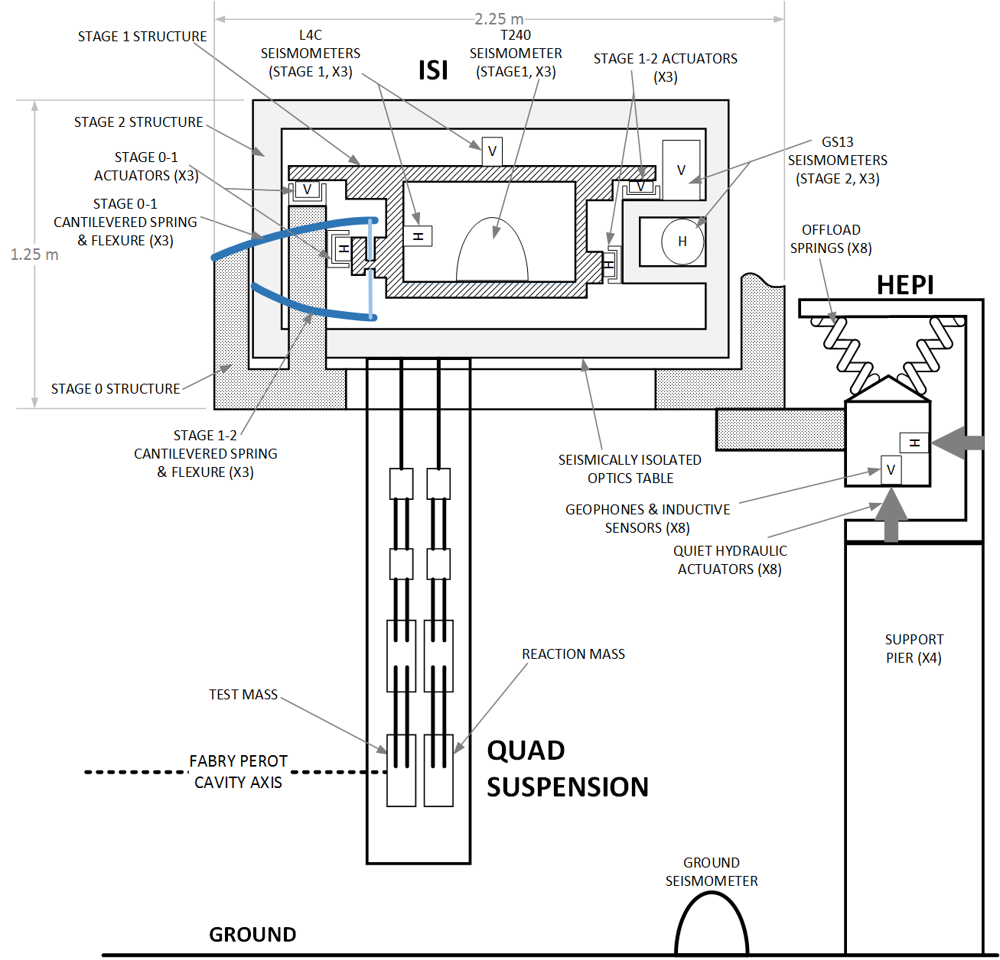 2.25 m
STAGE 1 STRUCTURE
L4C
SEISMOMETERS
(STAGE 1, X3)
ISI
T240
SEISMOMETER
(STAGE1, X3)
STAGE 1-2 ACTUATORS
(X3)
STAGE 2 STRUCTURE
GS13
SEISMOMETERS
(STAGE 2, X3)
STAGE 0-1
ACTUATORS (X3)
V
V
V
V
STAGE 0-1
CANTILEVERED SPRING
& FLEXURE (X3)
H
H
H
H
OFFLOAD
SPRINGS (X8)
1.25 m
HEPI
STAGE 0 STRUCTURE
STAGE 1-2
CANTILEVERED SPRING
& FLEXURE (X3)
SEISMICALLY ISOLATED
OPTICS TABLE
H
V
GEOPHONES & INDUCTIVE
SENSORS (X8)
QUIET HYDRAULIC
ACTUATORS (X8)
SUPPORT
PIER (X4)
REACTION MASS
TEST MASS
QUAD
SUSPENSION
FABRY PEROT
CAVITY AXIS
GROUND
SEISMOMETER
GROUND